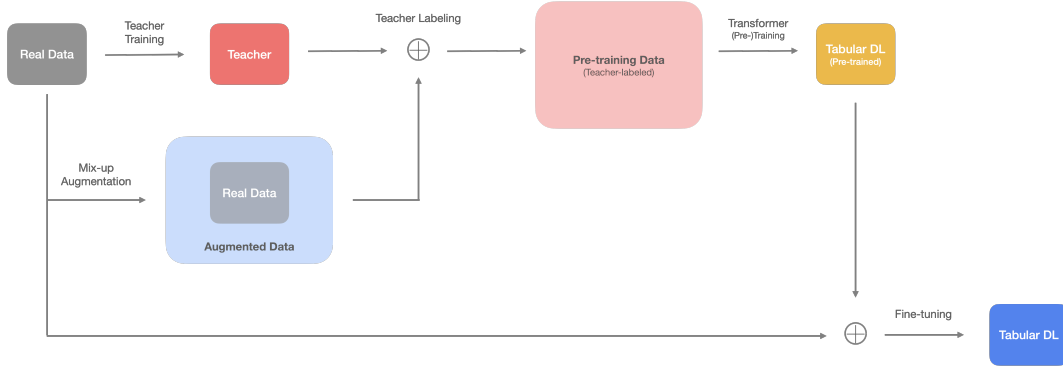 Real Data
Teacher
Training
Teacher
Teacher Labeling
Pre-training Data
(Teacher-labeled)
Transformer
(Pre-)Training
Tabular DL
(Pre-trained)
Mix-up
Augmentation
Real Data
Augmented Data
Fine-tuning
Tabular DL